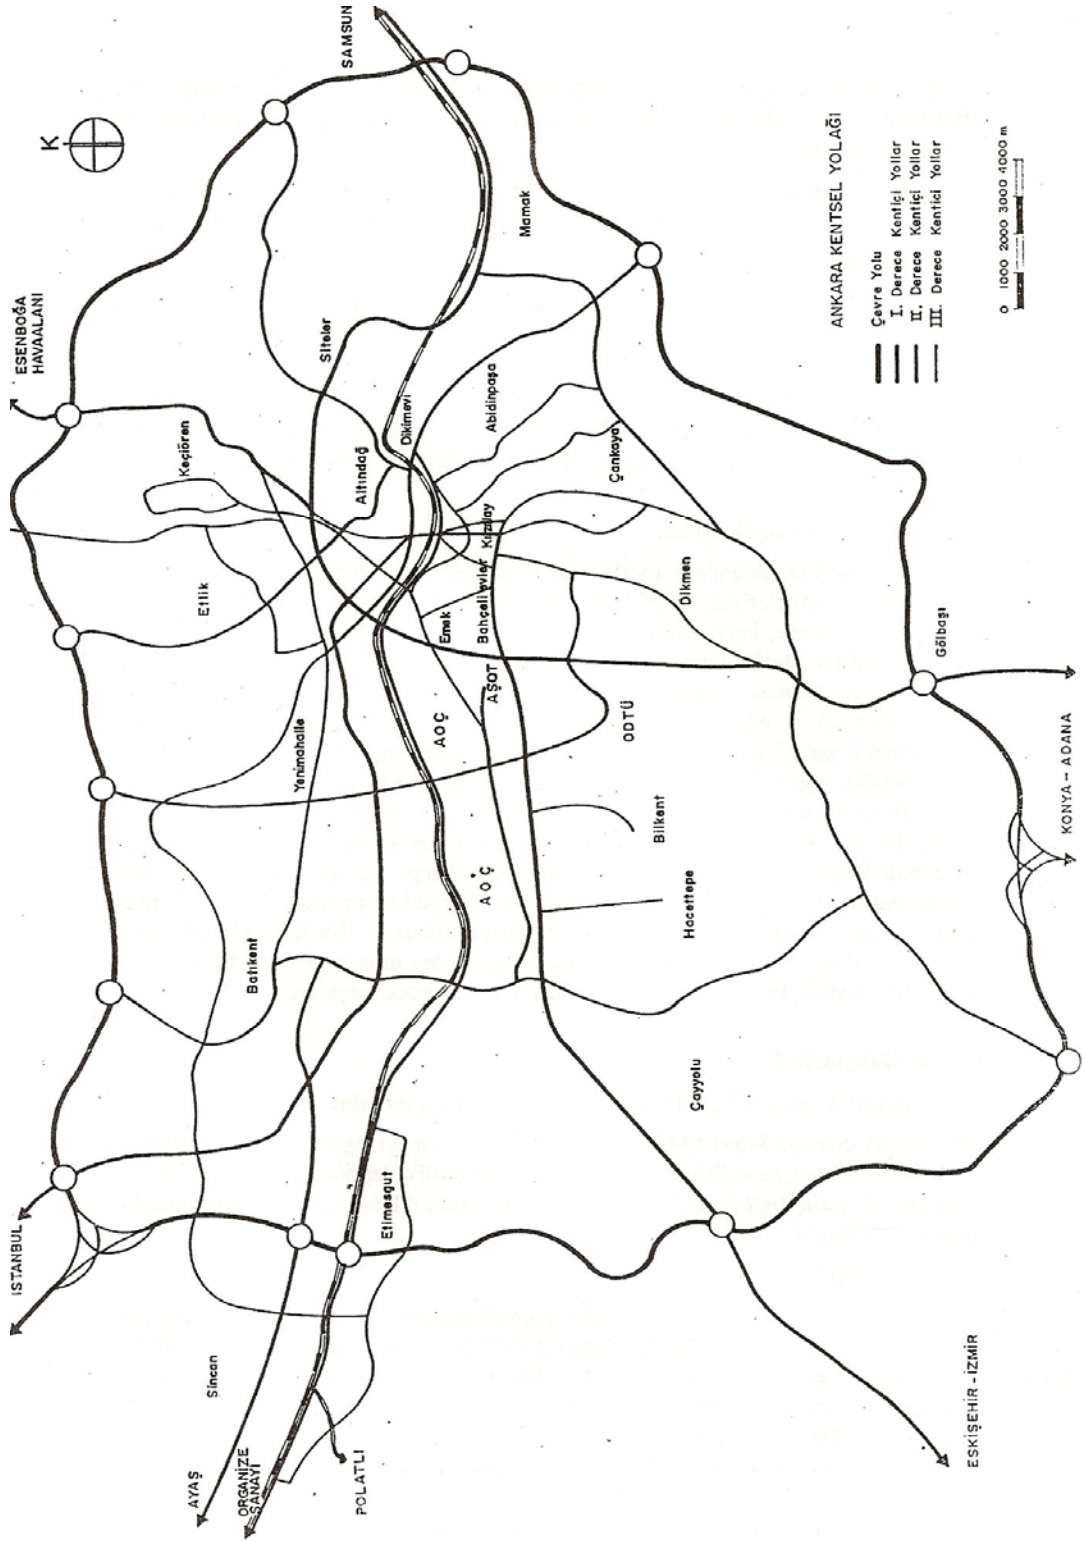 İSTANBUL
ESENBOĞA
HAVAALANI
K
SAMSUN
AYAŞ
Sincan
ORGANİZE
SANAYİ
POLATLI
Etimesgut
Batıkent
Yenimahalle
Etlik
Keçiören
Altındağ
Siteler
Dikimevi
AOÇ
AOÇ
AŞOT
Emek
Bahçelievler
Kızılay
Abidinpaşa
Mamak
Çankaya
Dikmen
ODTÜ
Bilkent
Hacettepe
Çayyolu
Gölbaşı
KONYA-ADANA
ESKİŞEHİR-İZMİR
ANKARA KENTSEL YOLAĞI
Çevre Yolu
I. Derece Kentiçi Yollar
II. Derece Kentiçi Yollar
III. Derece Kentici Yollar
0 1000 2000 3000 4000 m